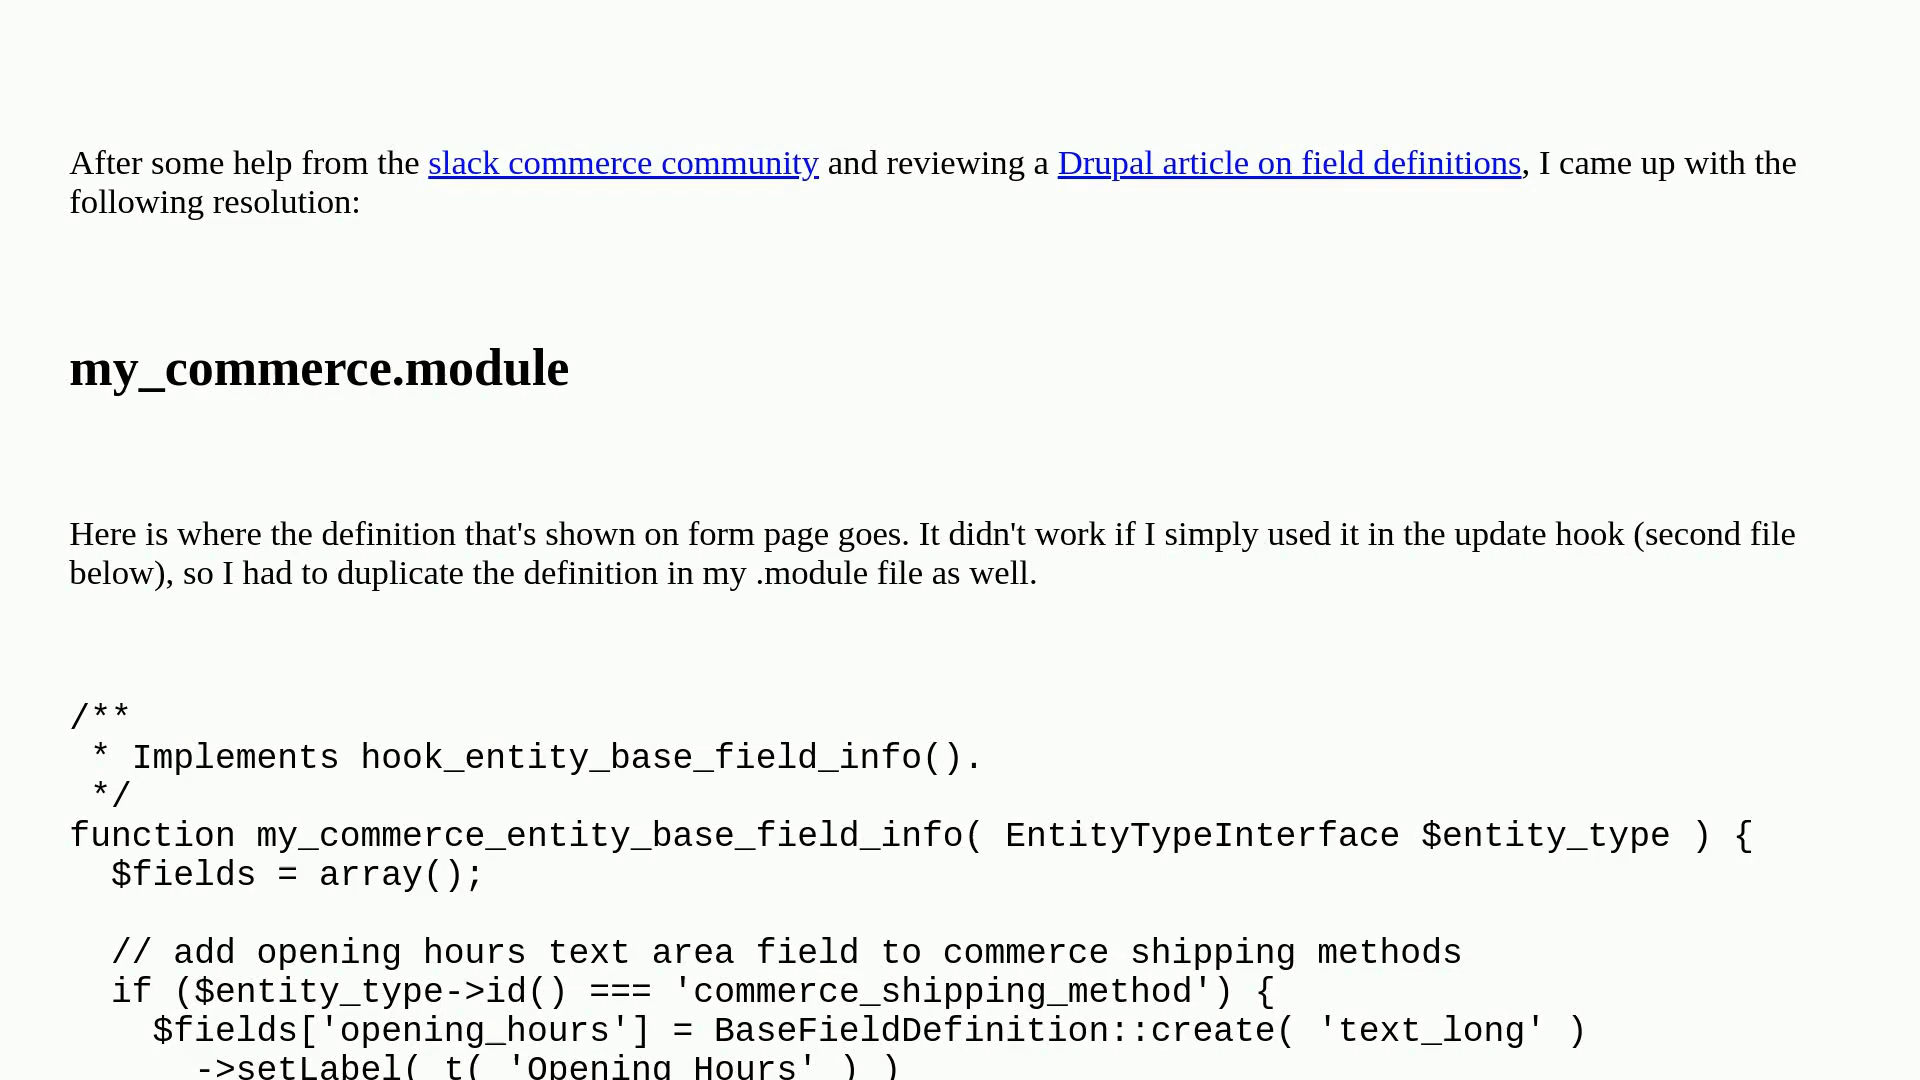 After some help from the slack commerce community and reviewing a Drupal article on field definitions, I came up with the
following resolution:
my_commerce.module
Here is where the definition that's shown on form page goes. It didn't work if I simply used it in the update hook (second file
below), so I had to duplicate the definition in my .module file as well.
/**
 * Implements hook_entity_base_field_info().
 */
function my_commerce_entity_base_field_info( EntityTypeInterface $entity_type ) {
  $fields = array();
  // add opening hours text area field to commerce shipping methods
  if ($entity_type->id() === 'commerce_shipping_method') {
    $fields['opening_hours'] = BaseFieldDefinition::create( 'text_long' )
      ->setLabel( t( 'Opening Hours' ) )